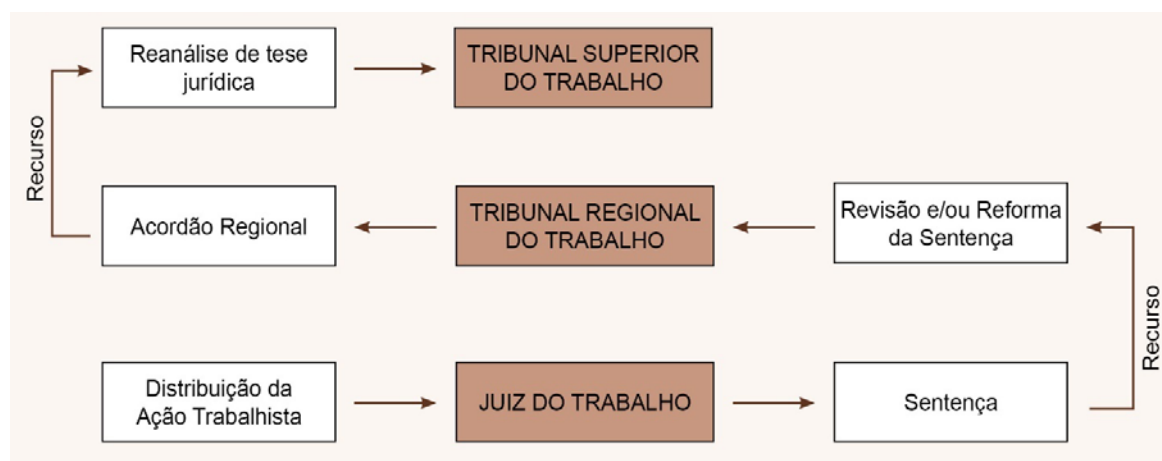 Reanálise de tese
jurídica
TRIBUNAL SUPERIOR
DO TRABALHO
Recurso
Acordão Regional
TRIBUNAL REGIONAL
DO TRABALHO
Revisão e/ou Reforma
da Sentença
Recurso
Distribuição da
Ação Trabalhista
JUIZ DO TRABALHO
Sentença